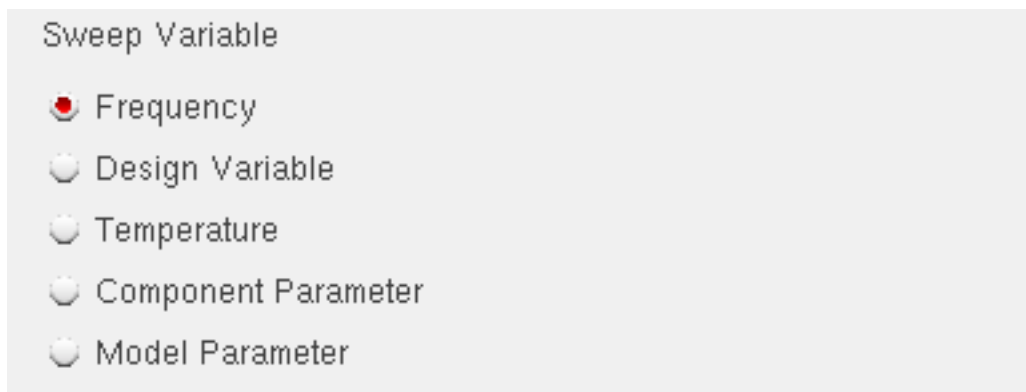 Sweep Variable
Frequency
Design Variable
Temperature
Component Parameter
Model Parameter